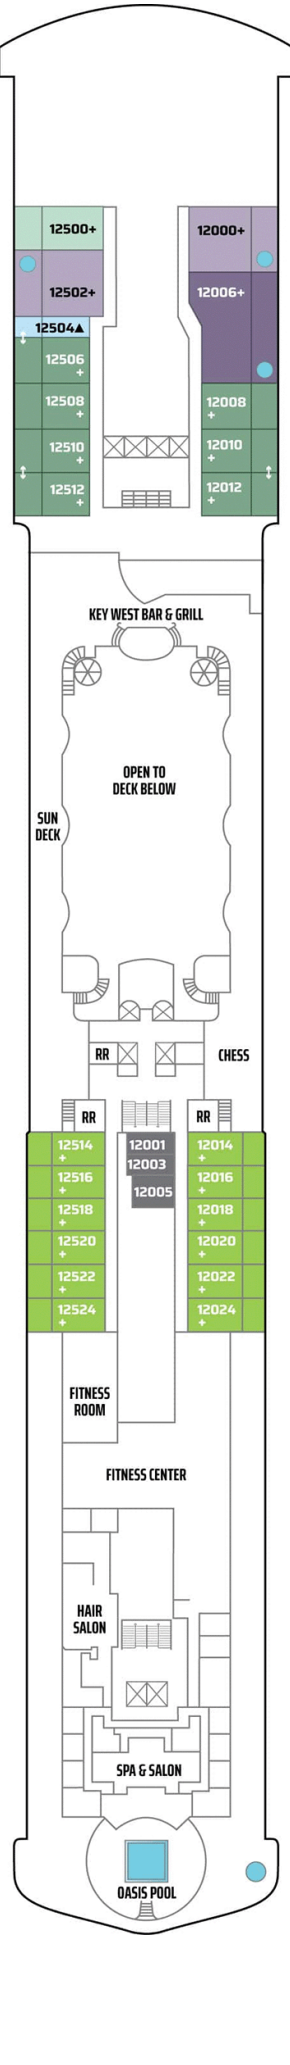 12500+
12000+
12502+
12006+
12504▲
12506
+
12508
+
12008
+
12510
+
12010
+
12512
+
12012
+
KEY WEST BAR & GRILL
OPEN TO
DECK BELOW
SUN
DECK
RR
CHESS
RR
RR
12514
+
12001
12014
+
12003
12516
+
12005
12016
+
12518
+
12018
+
12520
+
12020
+
12522
+
12022
+
12524
+
12024
+
FITNESS
ROOM
FITNESS CENTER
HAIR
SALON
SPA & SALON
OASIS POOL